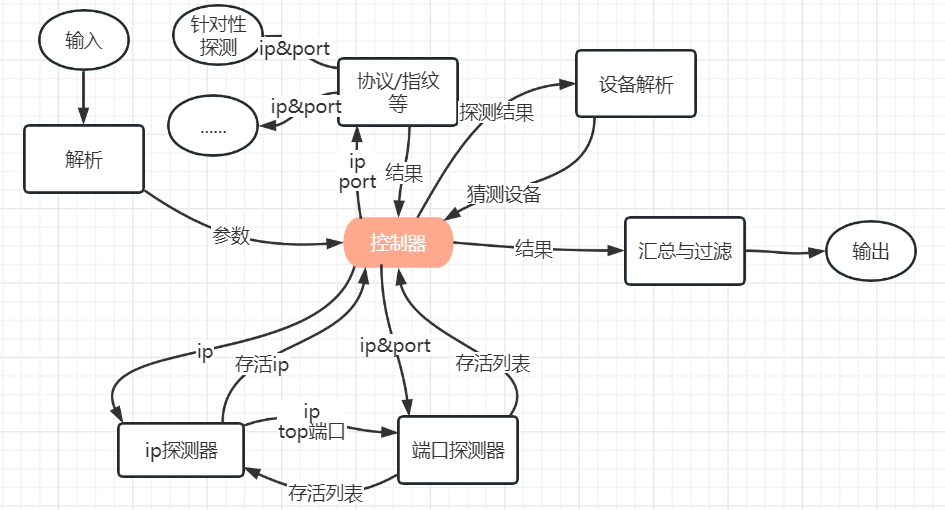 输入
针对性
探测
ip&port
协议/指纹
等
设备解析
ip&port
......
探测结果
解析
ip
port
结果
猜测设备
参数
控制器
结果
汇总与过滤
输出
ip
存活ip
ip&port
存活列表
ip
top端口
ip探测器
端口探测器
存活列表